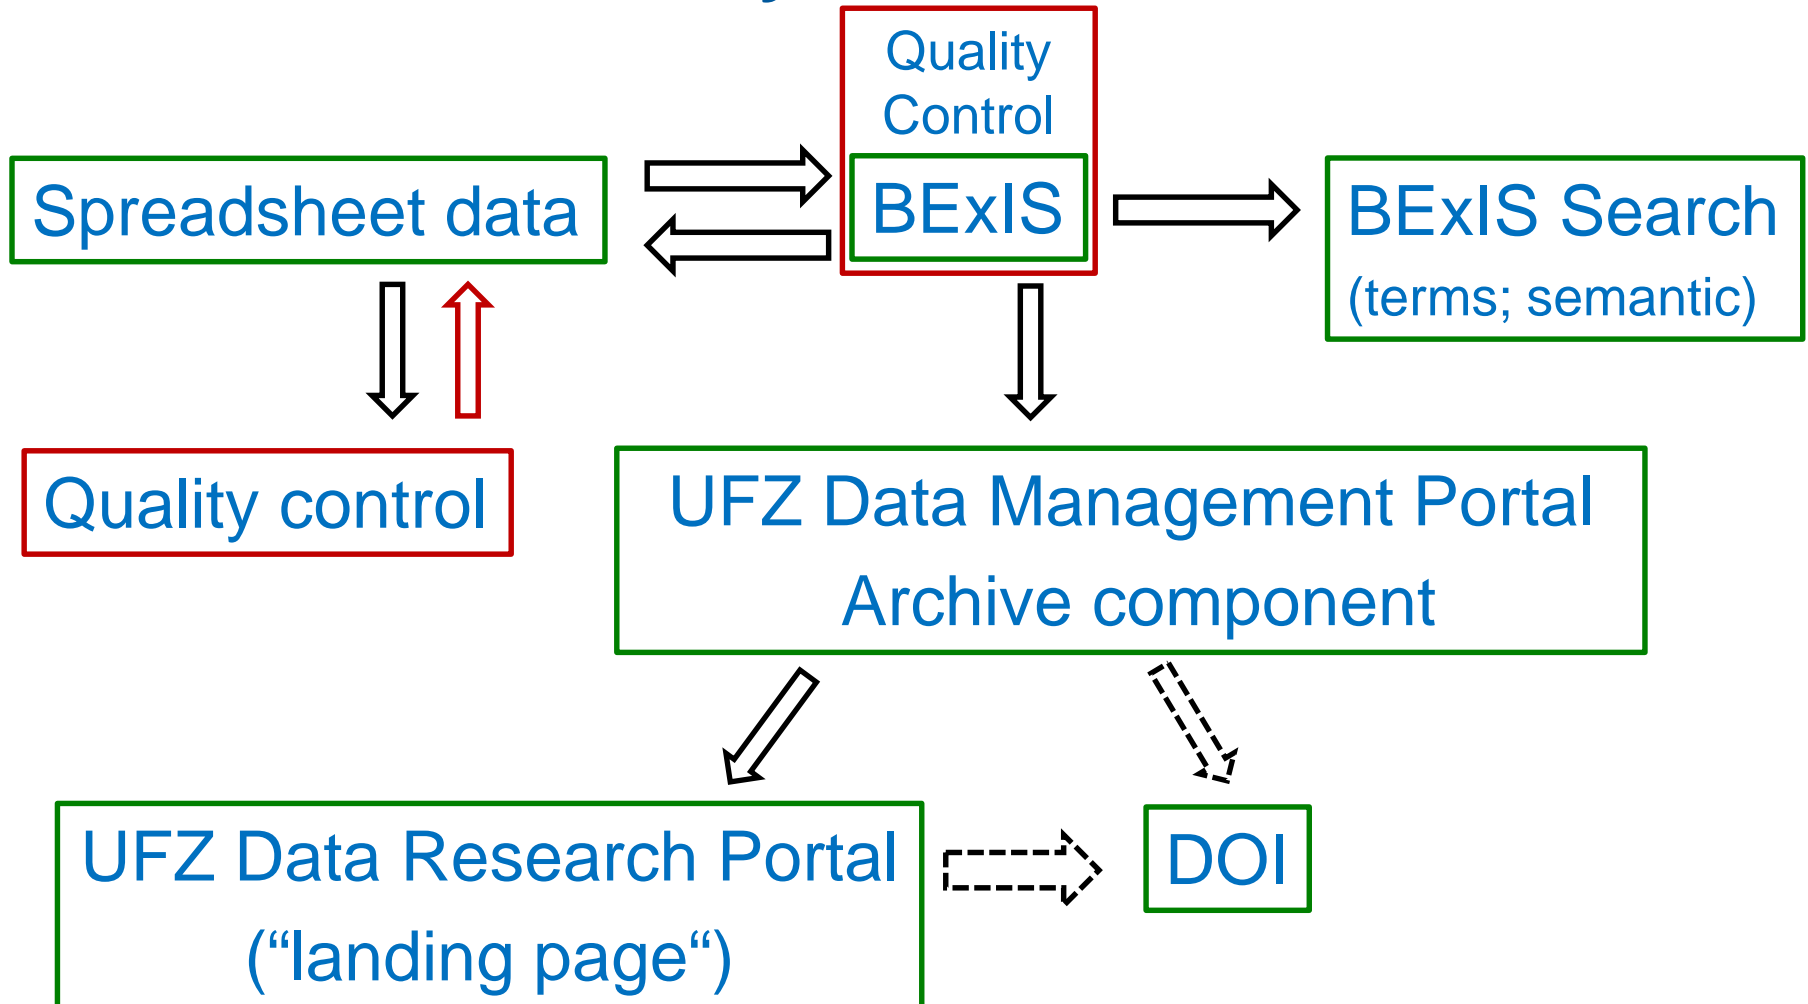 Quality
Control
Spreadsheet data
BExIS
BExIS Search
(terms; semantic)
Quality control
UFZ Data Management Portal
Archive component
UFZ Data Research Portal
(“landing page“)
DOI